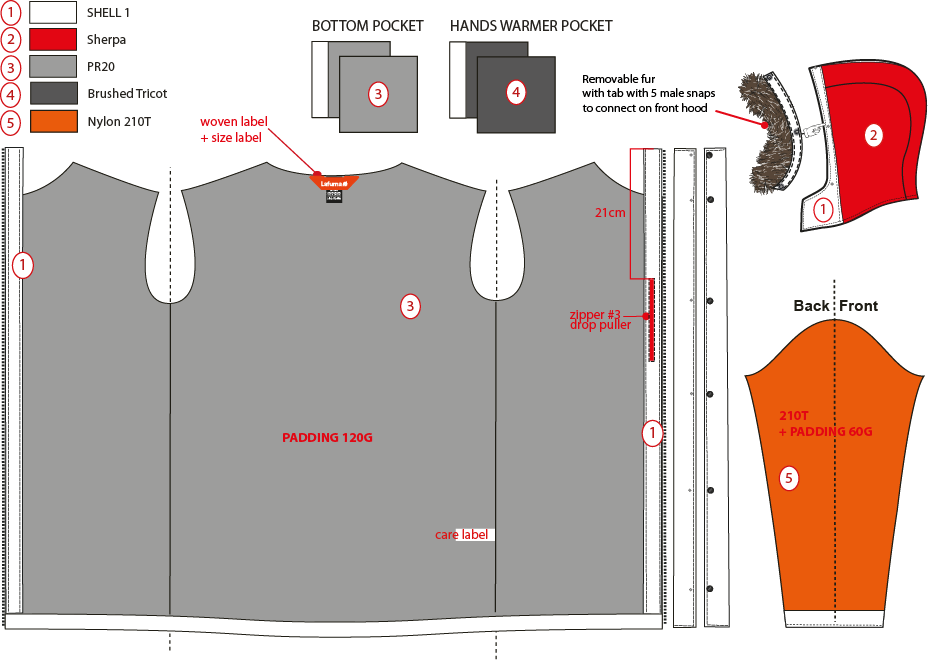 1 SHELL 1
2 Sherpa
3 PR20
4 Brushed Tricot
5 Nylon 210T
BOTTOM POCKET
3
HANDS WARMER POCKET
4
Removable fur
with tab with 5 male snaps
to connect on front hood
2
1
woven label
+ size label
Lafuma
1
21cm
3
zipper #3
drop puller
PADDING 120G
1
care label
Back Front
210T
+ PADDING 60G
5